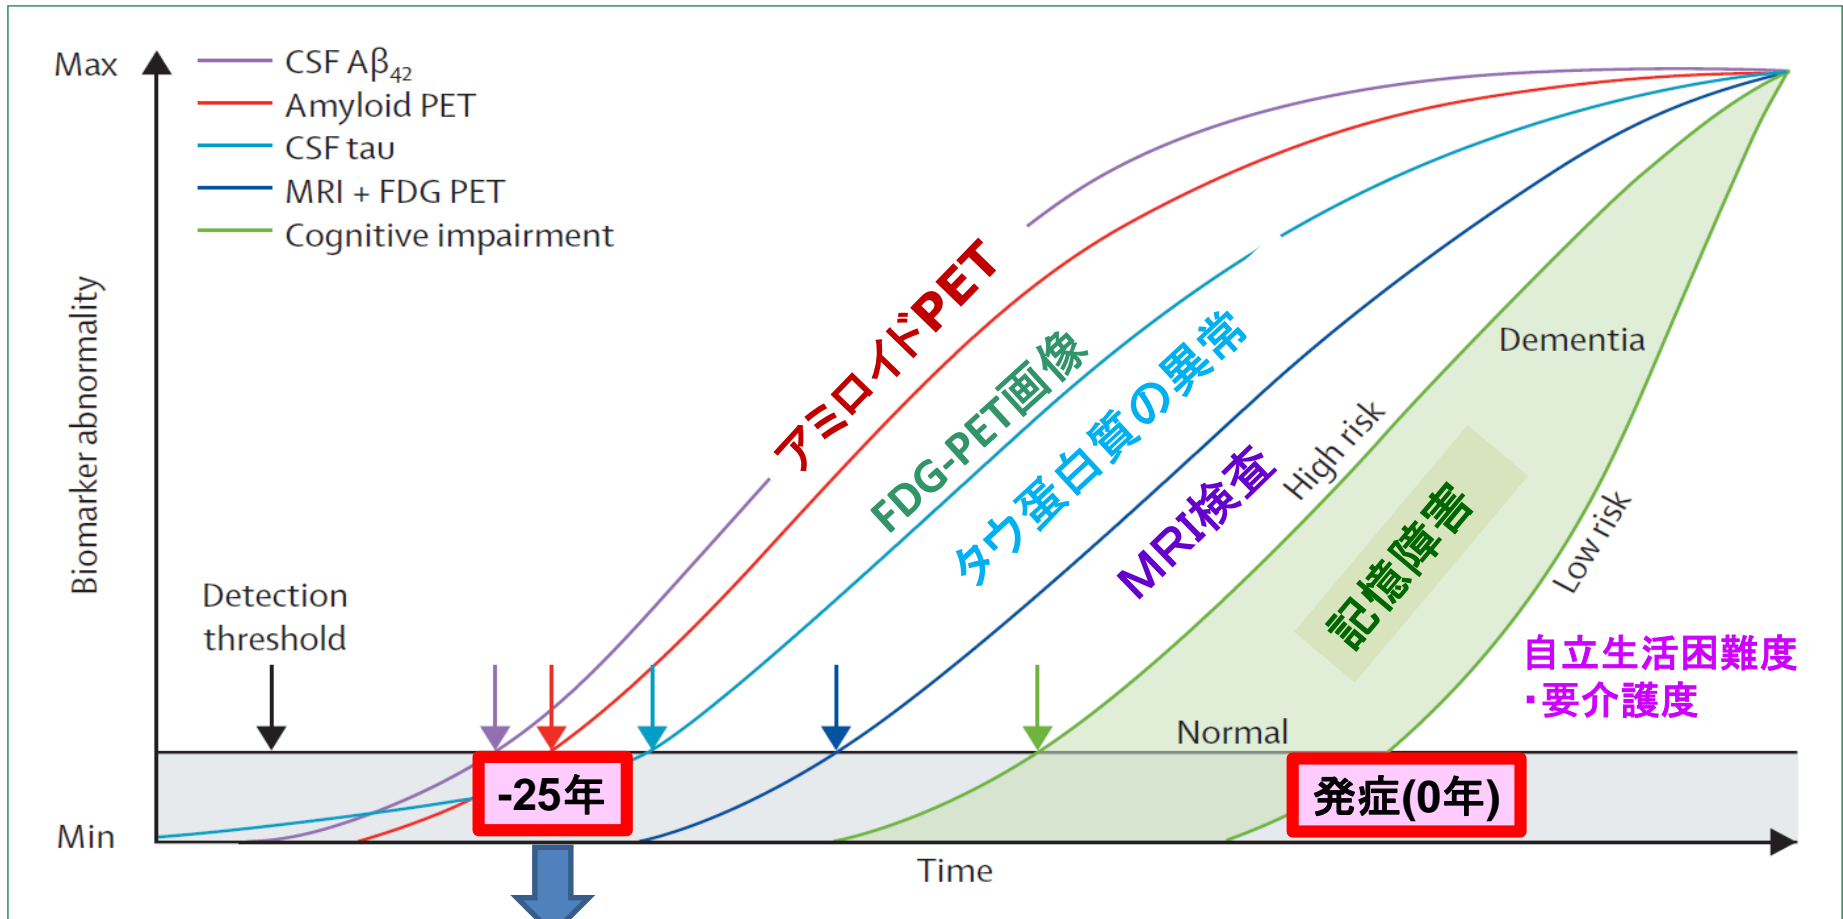 Max
CSF Aβ42
Amyloid PET
CSF tau
MRI + FDG PET
Cognitive impairment
Biomarker abnormality
Detection
threshold
アミロイドPET
FDG-PET画像
タウ蛋白質の異常
MRI検査
High risk
Dementia
記憶障害
Low risk
自立生活困難度
・要介護度
Normal
-25年
発症(0年)
Min
Time